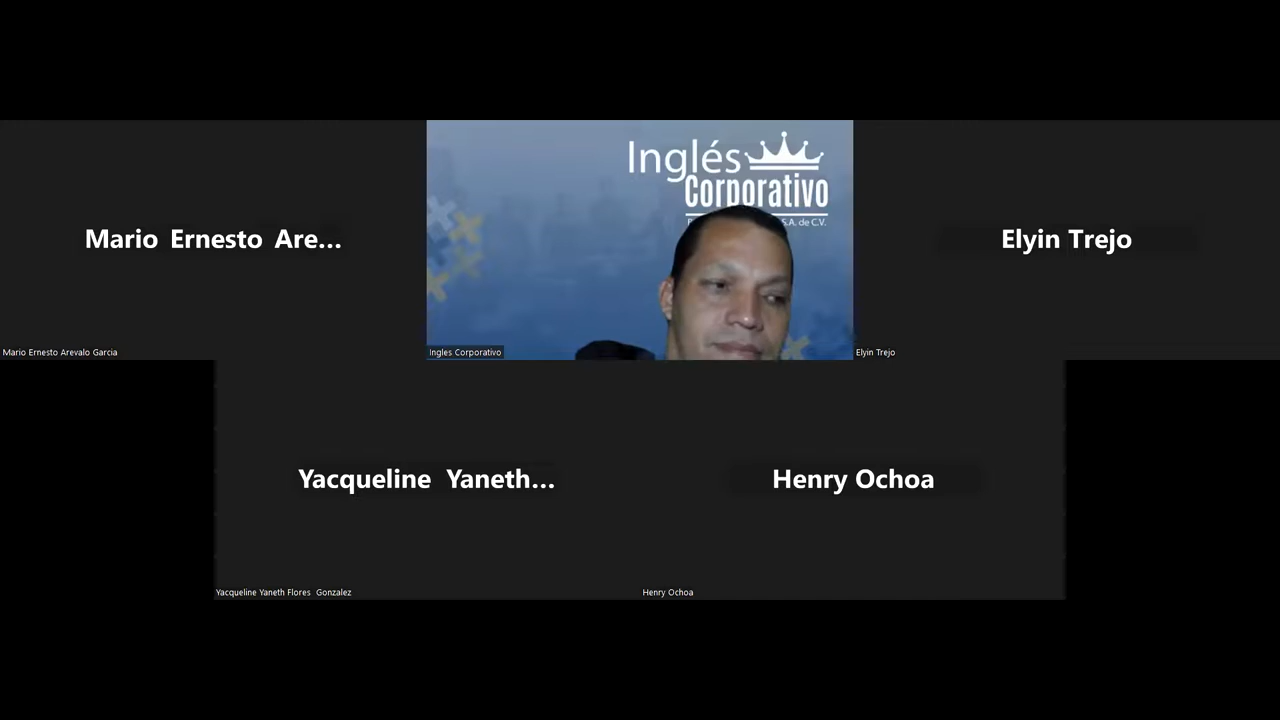 Inglés
Corporativo
S.A. de C.V.
Mario Ernesto Are...
Elyin Trejo
Mario Ernesto Arevalo Garcia
Ingles Corporativo
Elyin Trejo
Yacqueline Yaneth...
Henry Ochoa
Yacqueline Yaneth Flores Gonzalez
Henry Ochoa